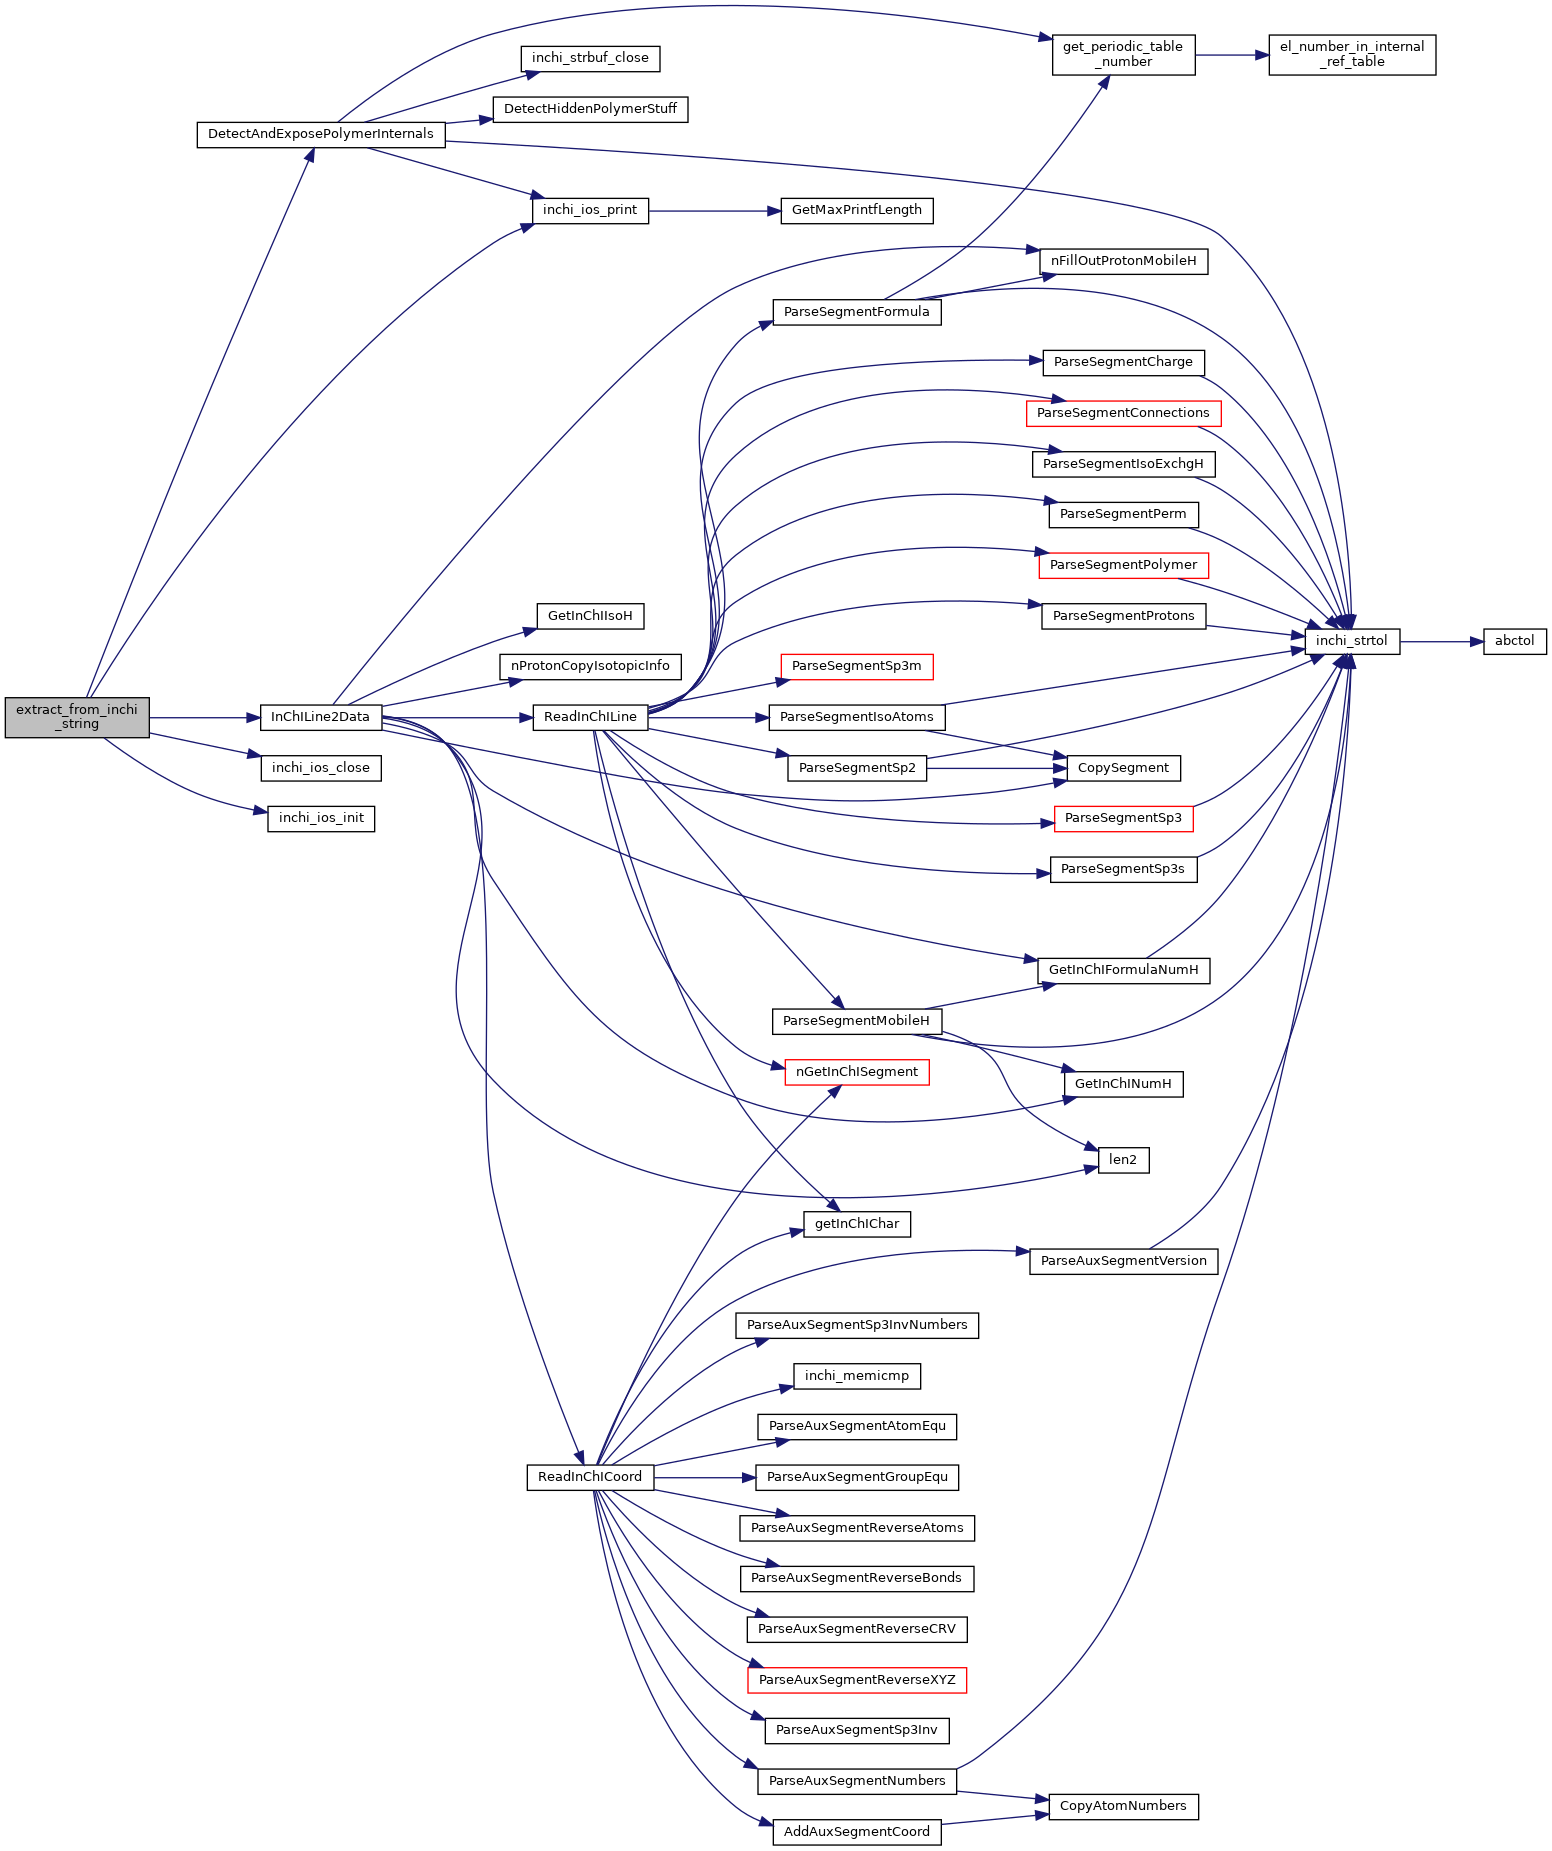 get_periodic_table
_number
el_number_in_internal
_ref_table
inchi_strbuf_close
DetectHiddenPolymerStuff
DetectAndExposePolymerInternals
inchi_ios_print
GetMaxPrintfLength
nFillOutProtonMobileH
ParseSegmentFormula
ParseSegmentCharge
ParseSegmentConnections
ParseSegmentIsoExchgH
ParseSegmentPerm
ParseSegmentPolymer
GetInChIIsoH
ParseSegmentProtons
inchi_strtol
abctol
nProtonCopyIsotopicInfo
ParseSegmentSp3m
extract_from_inchi
_string
InChILine2Data
ReadInChILine
ParseSegmentIsoAtoms
inchi_ios_close
ParseSegmentSp2
CopySegment
inchi_ios_init
ParseSegmentSp3
ParseSegmentSp3s
GetInChIFormulaNumH
ParseSegmentMobileH
nGetInChISegment
GetInChINumH
len2
getInChIChar
ParseAuxSegmentVersion
ParseAuxSegmentSp3InvNumbers
inchi_memicmp
ParseAuxSegmentAtomEqu
ReadInChICoord
ParseAuxSegmentGroupEqu
ParseAuxSegmentReverseAtoms
ParseAuxSegmentReverseBonds
ParseAuxSegmentReverseCRV
ParseAuxSegmentReverseXYZ
ParseAuxSegmentSp3Inv
ParseAuxSegmentNumbers
CopyAtomNumbers
AddAuxSegmentCoord